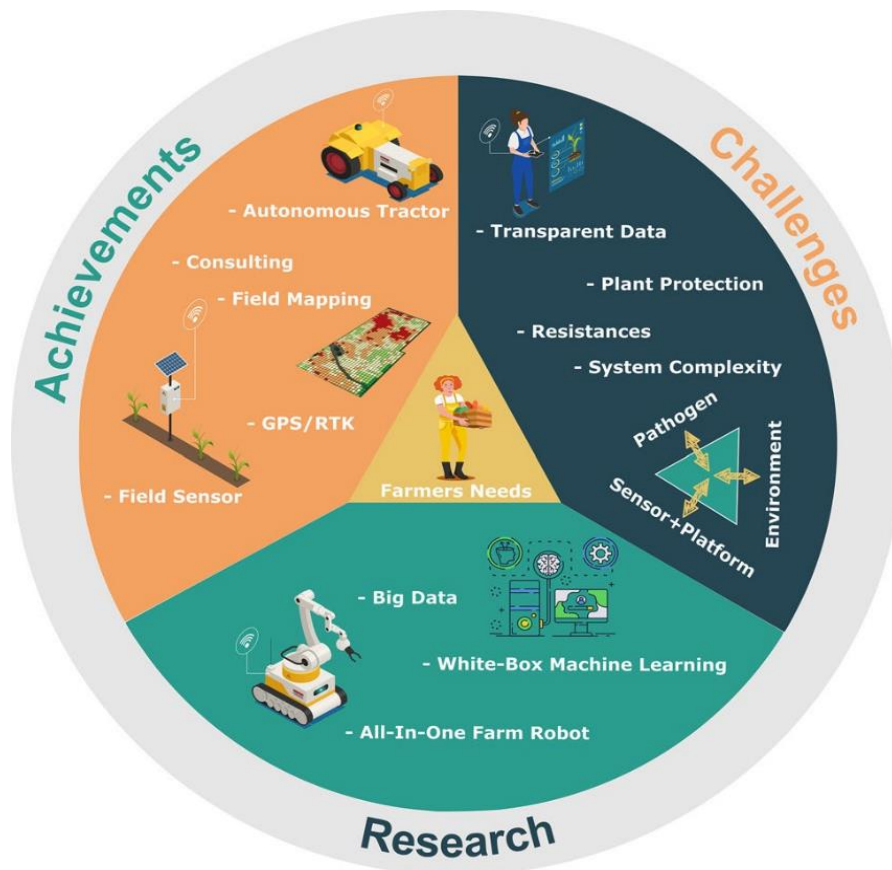 Achievements
- Autonomous Tractor
- Consulting
- Field Mapping
- GPS/RTK
- Field Sensor
Challenges
- Transparent Data
- Plant Protection
- Resistances
- System Complexity
Pathogen
Environment
Sensor+Platform
Farmers Needs
- Big Data
- White-Box Machine Learning
- All-In-One Farm Robot
Research